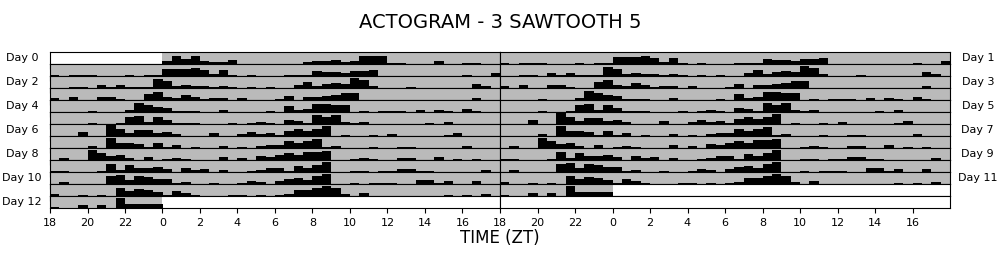 ACTOGRAM - 3 SAWTOOTH 5
Day 0
Day 1
Day 2
Day 3
Day 4
Day 5
Day 6
Day 7
Day 8
Day 9
Day 10
Day 11
Day 12
18 20 22 0 2 4 6 8 10 12 14 16 18 20 22 0 2 4 6 8 10 12 14 16
TIME (ZT)